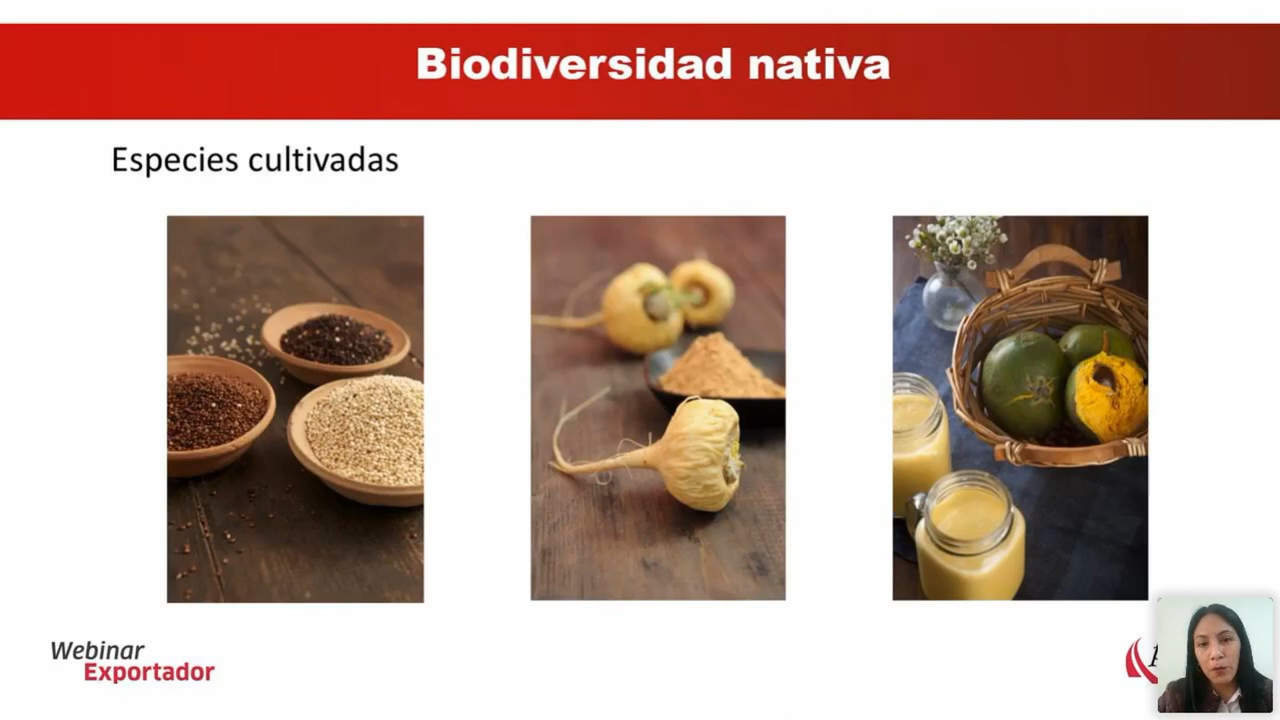 Biodiversidad nativa
Especies cultivadas
Webinar
Exportador